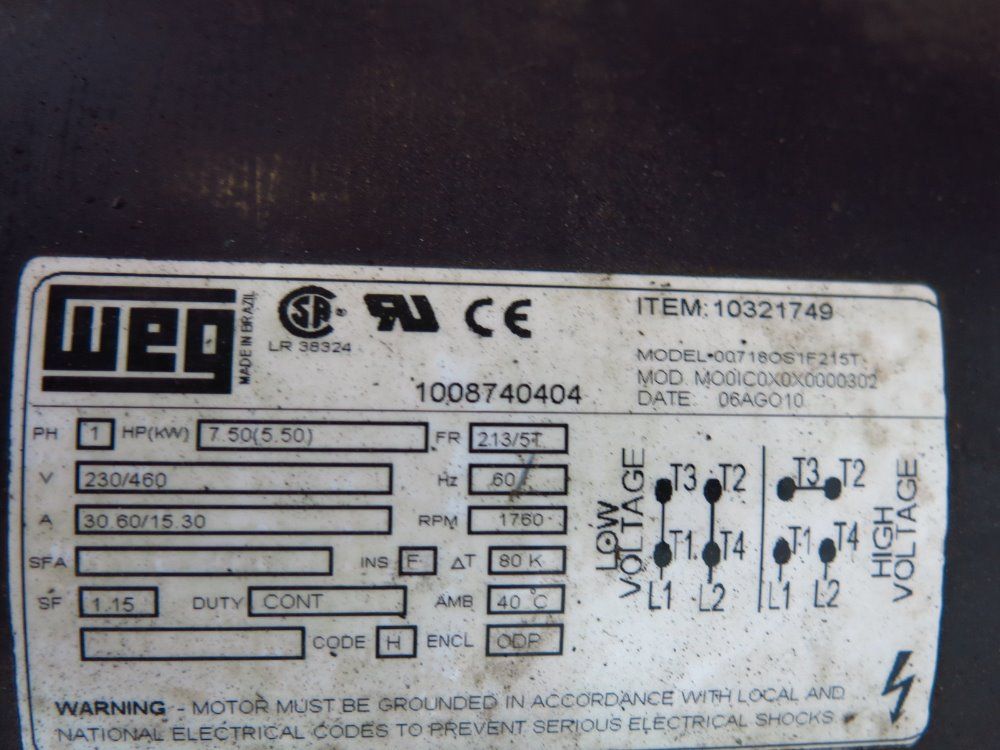 WEG
MADE IN BRAZIL
SA
LR 38324
CE
ITEM: 10321749
MODEL 00718OS1F215T
MOD. MO0IC0X0X0000302
DATE 06AGO10
1008740404
PH 1 HP(KW) 7.50(5.50) FR 213/5T
V 230/460 Hz 60
A 30.60/15.30 RPM 1760
SFA INS F ΔT 80 K
SF 1.15 DUTY CONT AMB 40°C
CODE H ENCL ODP
LOW VOLTAGE
T3 T2
T1 T4
L1 L2
T3 T2
T1 T4
L1 L2
HIGH VOLTAGE
WARNING - MOTOR MUST BE GROUNDED IN ACCORDANCE WITH LOCAL AND
NATIONAL ELECTRICAL CODES TO PREVENT SERIOUS ELECTRICAL SHOCKS.